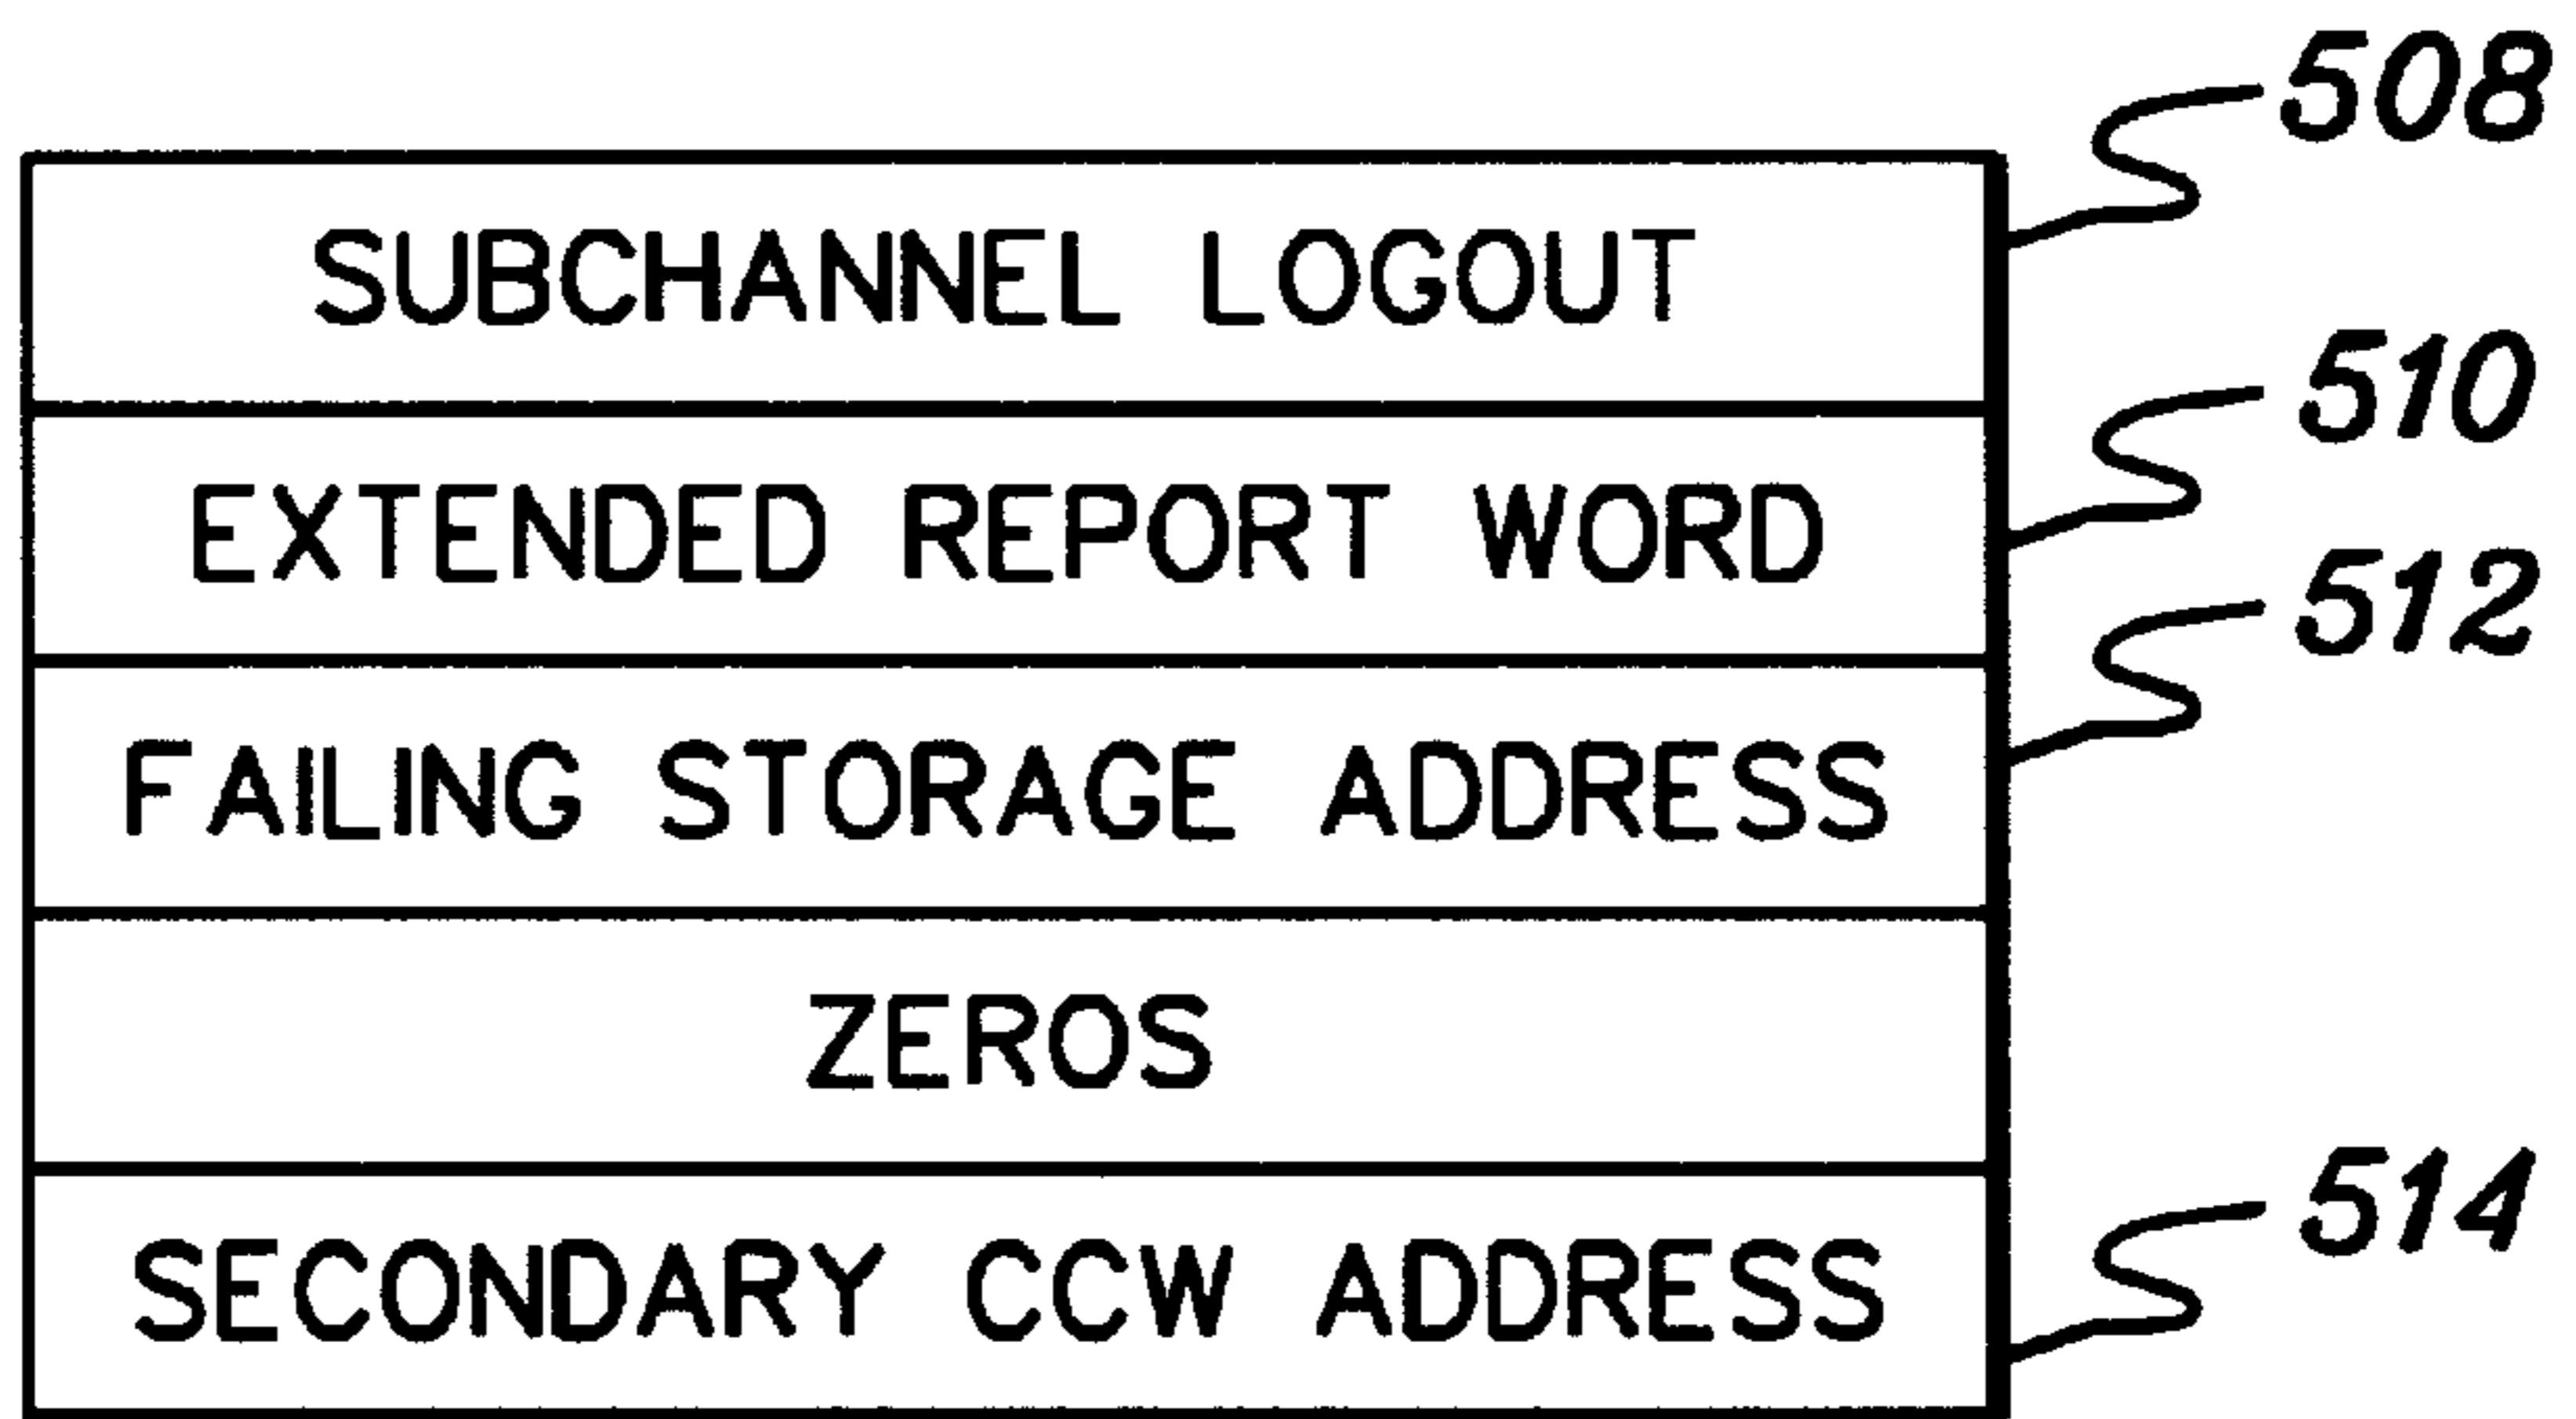 508
SUBCHANNEL LOGOUT
510
EXTENDED REPORT WORD
512
FAILING STORAGE ADDRESS
ZEROS
514
SECONDARY CCW ADDRESS